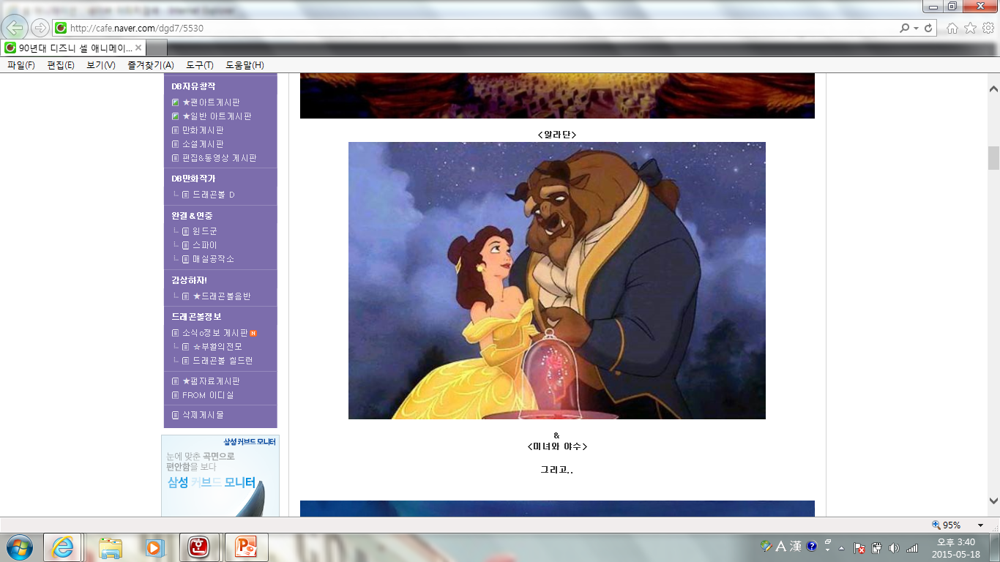 http://cafe.naver.com/dgd7/5530
90년대 디즈니 셀 애니메이...
파일(F) 편집(E) 보기(V) 즐겨찾기(A) 도구(T) 도움말(H)
DB자유창작
★팬아트게시판
★일반 아트게시판
만화게시판
소설게시판
편집&동영상 게시판
DB만화작가
드래곤볼 D
완결&연중
윈드군
스파이
매실공작소
감상하자!
★드래곤볼음반
드래곤볼정보
소식o정보 게시판 N
☆부활의전모
드래곤볼 칠드런
★펌자료게시판
FROM 이디실
삭제게시물
삼성 커브드 모니터
눈에 맞춘 곡면으로
편안함을 보다
삼성 커브드 모니터
<알라단>
&
<미녀와 야수>
그리고..
95%
A 漢
오후 3:40
2015-05-18